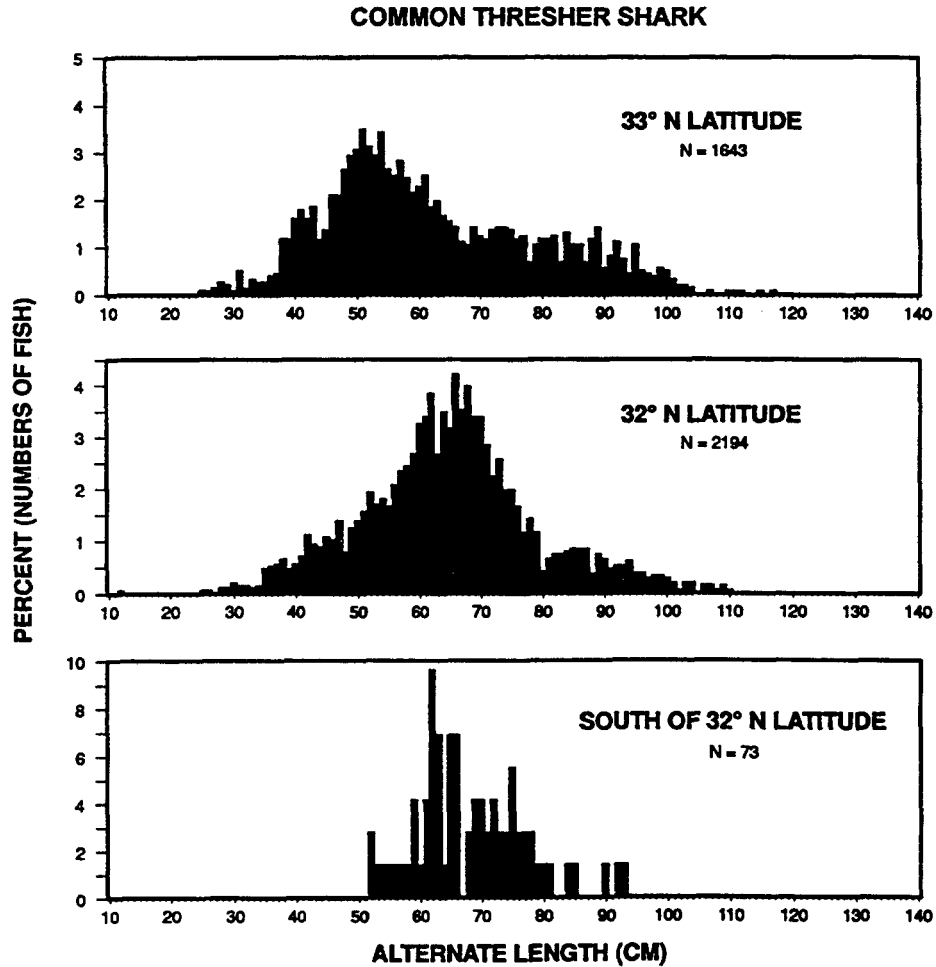 COMMON THRESHER SHARK
5
4
3
2
1
0
33° N LATITUDE
N = 1643
10 20 30 40 50 60 70 80 90 100 110 120 130 140
PERCENT (NUMBERS OF FISH)
4
3
2
1
0
32° N LATITUDE
N = 2194
10 20 30 40 50 60 70 80 90 100 110 120 130 140
10
8
6
4
2
0
SOUTH OF 32° N LATITUDE
N = 73
10 20 30 40 50 60 70 80 90 100 110 120 130 140
ALTERNATE LENGTH (CM)